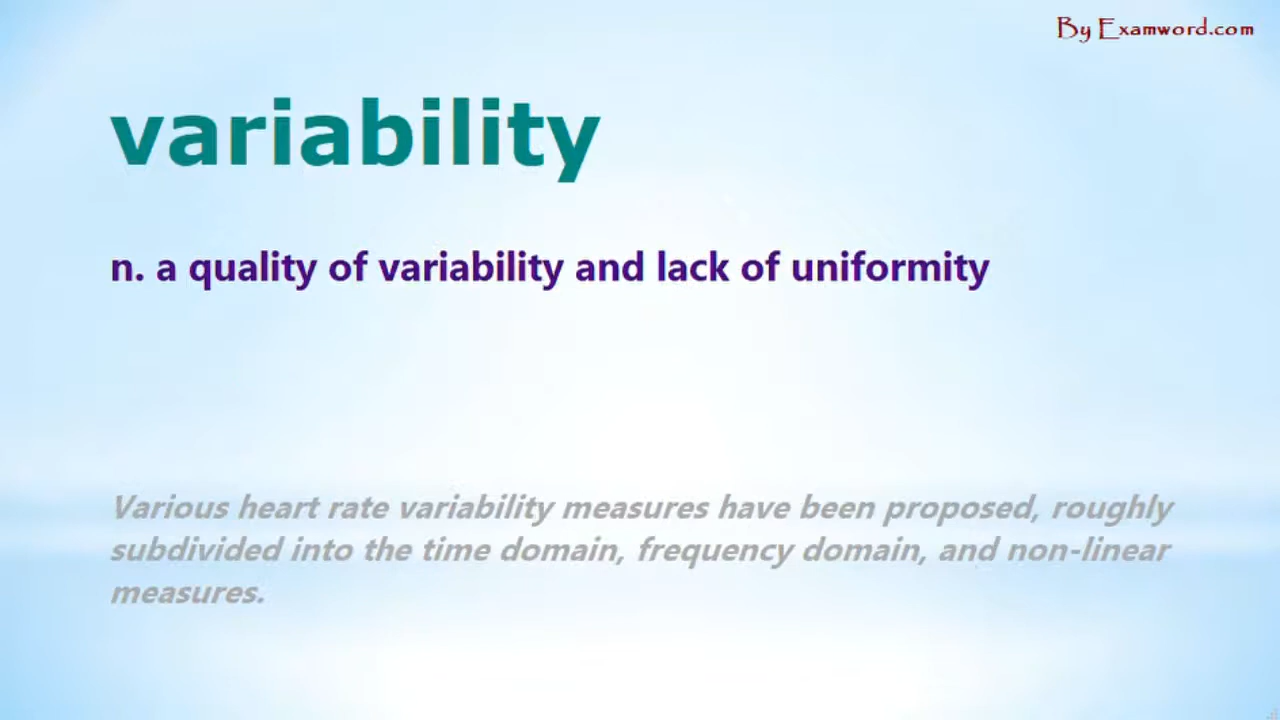 By Examword.com
variability
n. a quality of variability and lack of uniformity
Various heart rate variability measures have been proposed, roughly
subdivided into the time domain, frequency domain, and non-linear
measures.